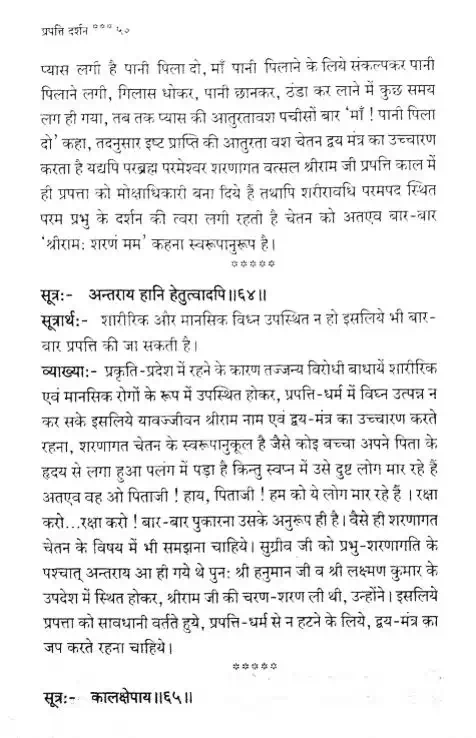 प्रपत्ति दर्शन *** ५०
प्यास लगी है पानी पिला दो, माँ पानी पिलाने के लिये संकल्पकर पानी
पिलाने लगी, गिलास धोकर, पानी छानकर, ठंडा कर लाने में कुछ समय
लग ही गया, तब तक प्यास की आतुरतावश पचीसों बार ‘माँ ! पानी पिला
दो’ कहा, तदनुसार इष्ट प्राप्ति की आतुरता वश चेतन द्वय मंत्र का उच्चारण
करता है यद्यपि परब्रह्म परमेश्वर शरणागत वत्सल श्रीराम जी प्रपत्ति काल में
ही प्रपत्ता को मोक्षाधिकारी बना दिये है तथापि शरीरावधि परमपद स्थित
परम प्रभु के दर्शन की त्वरा लगी रहती है चेतन को अतएव बार-बार
‘श्रीराम: शरणं मम’ कहना स्वरूपानुरूप है।
*****
सूत्र:- अन्तराय हानि हेतुत्वादपि॥६४॥
सूत्रार्थ:- शारीरिक और मानसिक विध्न उपस्थित न हो इसलिये भी बार-
बार प्रपत्ति की जा सकती है।
व्याख्या:- प्रकृति-प्रदेश में रहने के कारण तज्जन्य विरोधी बाधायें शारीरिक
एवं मानसिक रोगों के रूप में उपस्थित होकर, प्रपत्ति-धर्म में विघ्न उत्पन्न न
कर सके इसलिये यावज्जीवन श्रीराम नाम एवं द्वय-मंत्र का उच्चारण करते
रहना, शरणागत चेतन के स्वरूपानुकूल है जैसे कोइ बच्चा अपने पिता के
हृदय से लगा हुआ पलंग में पड़ा है किन्तु स्वप्न में उसे दुष्ट लोग मार रहे हैं
अतएव वह ओ पिताजी ! हाय, पिताजी ! हम को ये लोग मार रहे हैं । रक्षा
करो...रक्षा करो ! बार-बार पुकारना उसके अनुरूप ही है। वैसे ही शरणागत
चेतन के विषय में भी समझना चाहिये। सुग्रीव जी को प्रभु-शरणागति के
पश्चात् अन्तराय आ ही गये थे पुन: श्री हनुमान जी व श्री लक्ष्मण कुमार के
उपदेश में स्थित होकर, श्रीराम जी की चरण-शरण ली थी, उन्होंने। इसलिये
प्रपत्ता को सावधानी वर्तते हुये, प्रपत्ति-धर्म से न हटने के लिये, द्वय-मंत्र का
जप करते रहना चाहिये।
*****
सूत्र:- कालक्षेपाय॥६५॥